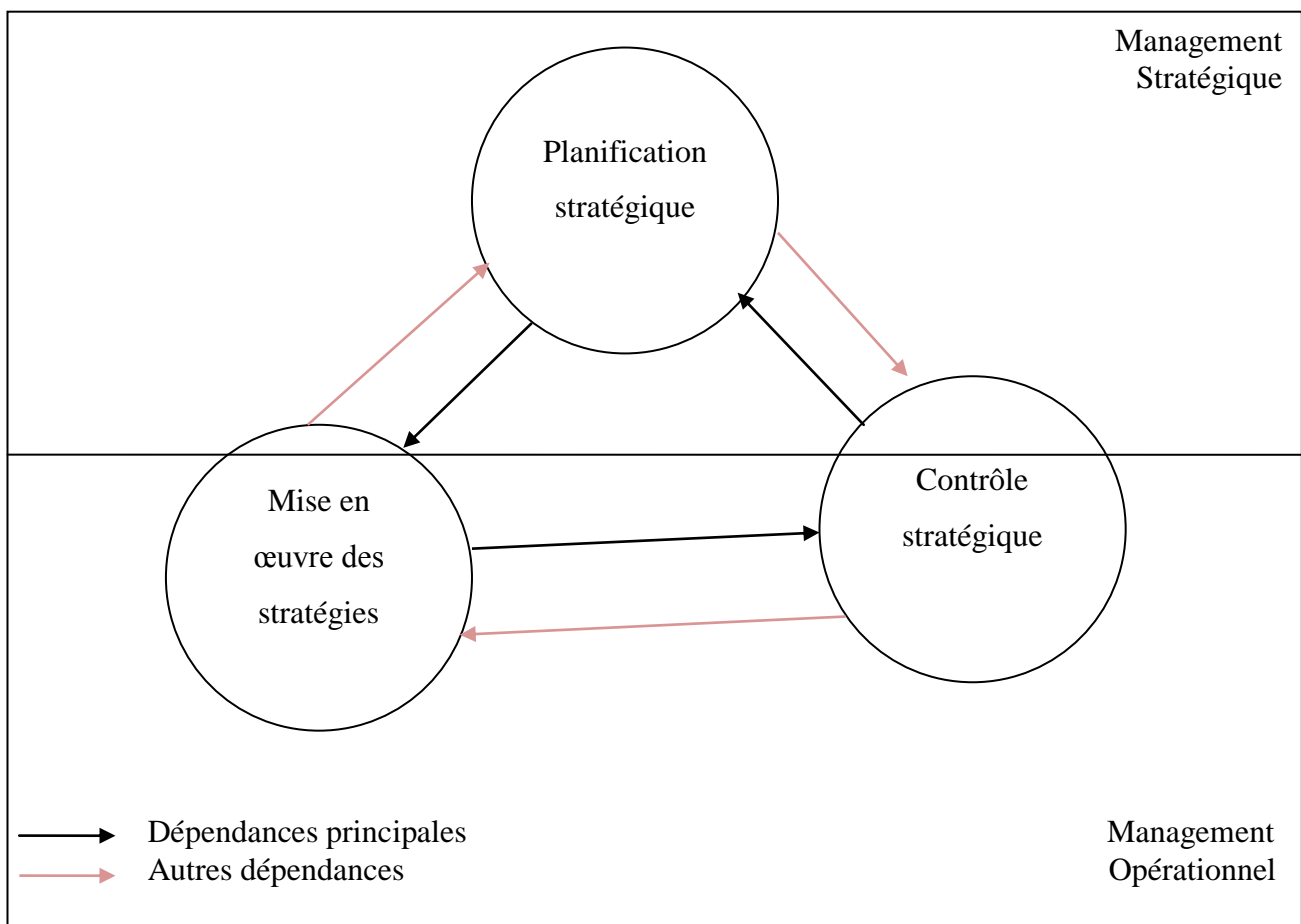 Management
Stratégique
Planification
stratégique
Contrôle
stratégique
Mise en
œuvre des
stratégies
Dépendances principales
Autres dépendances
Management
Opérationnel